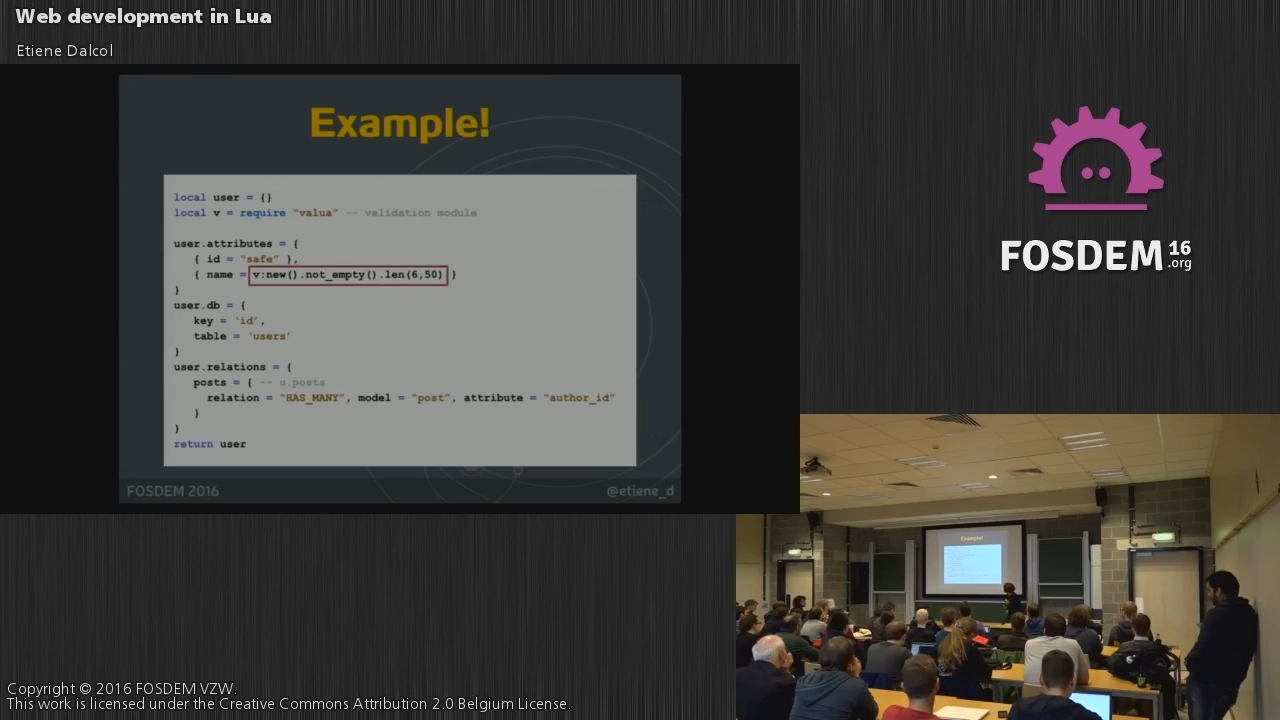 Web development in Lua
Etiene Dalcol
Example!
local user = {}
local v = require “valua” -- validation module
user.attributes = {
{ id = “safe” },
{ name = v:new().not_empty().len(6,50) }
}
user.db = {
key = ‘id’,
table = ‘users’
}
user.relations = {
posts = { -- u.posts
relation = “HAS_MANY”, model = “post”, attribute = “author_id”
}
}
return user
FOSDEM 2016
@etiene_d
FOSDEM 16
.org
Example!
Copyright © 2016 FOSDEM VZW.
This work is licensed under the Creative Commons Attribution 2.0 Belgium License.